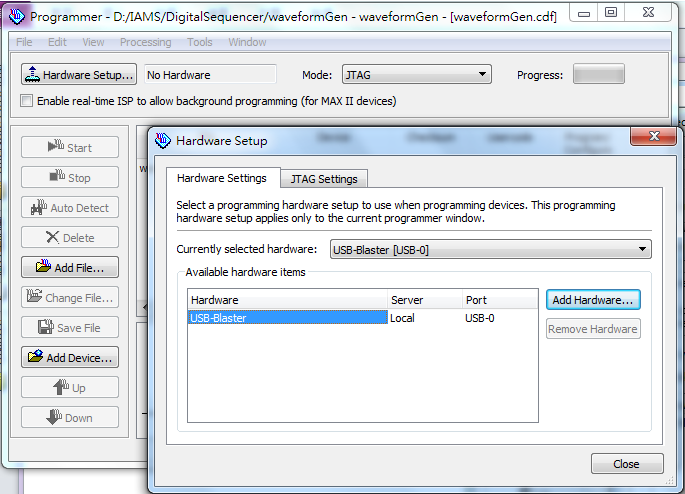 Programmer - D:/IAMS/DigitalSequencer/waveformGen - waveformGen - [waveformGen.cdf]
File Edit View Processing Tools Window
Hardware Setup... No Hardware Mode: JTAG Progress:
Enable real-time ISP to allow background programming (for MAX II devices)
Start
Stop
Auto Detect
Delete
Add File...
Change File...
Save File
Add Device...
Up
Down
Hardware Setup
Hardware Settings JTAG Settings
Select a programming hardware setup to use when programming devices. This programming
hardware setup applies only to the current programmer window.
Currently selected hardware: USB-Blaster [USB-0]
Available hardware items
Hardware Server Port
USB-Blaster Local USB-0
Add Hardware...
Remove Hardware
Close